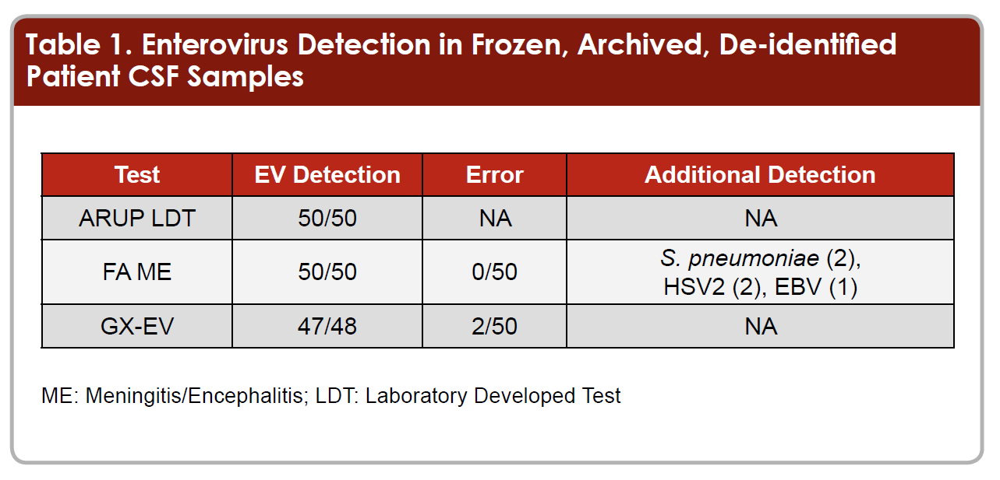 Table 1. Enterovirus Detection in Frozen, Archived, De-identified
Patient CSF Samples
Test EV Detection Error Additional Detection
ARUP LDT 50/50 NA NA
FA ME 50/50 0/50 S. pneumoniae (2),
HSV2 (2), EBV (1)
GX-EV 47/48 2/50 NA
ME: Meningitis/Encephalitis; LDT: Laboratory Developed Test